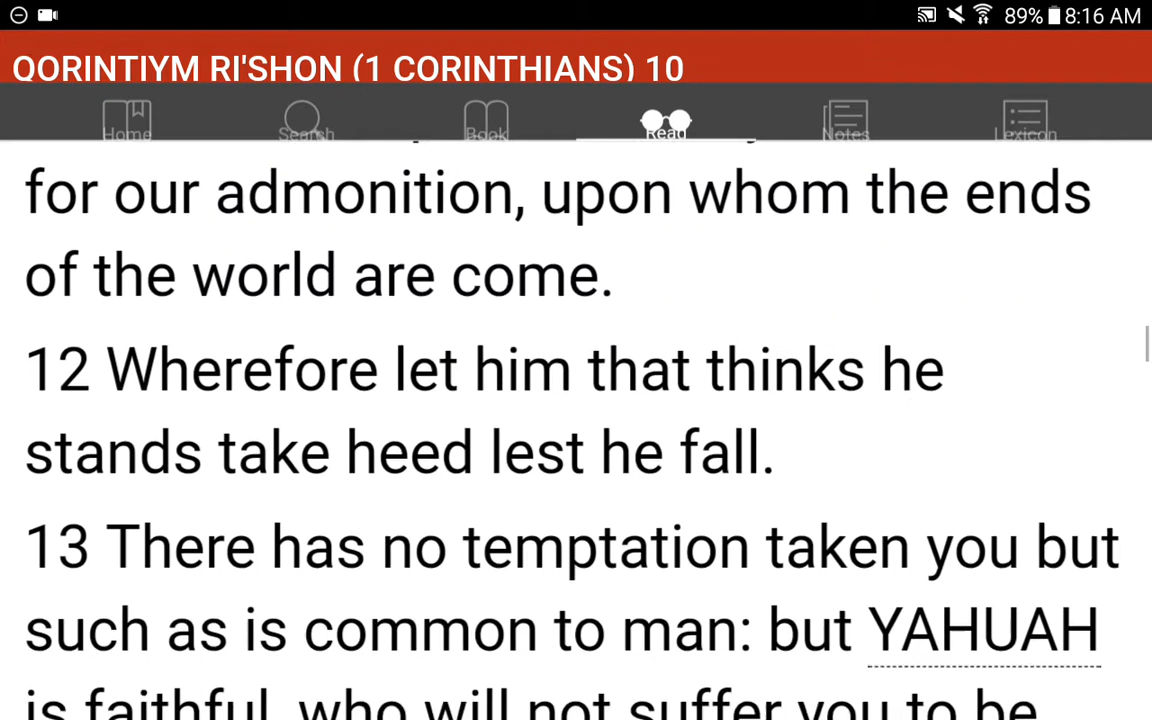 89% 8:16 AM
QORINTIYM RI'SHON (1 CORINTHIANS) 10
Home Search Book Read Notes Lexicon
for our admonition, upon whom the ends
of the world are come.
12 Wherefore let him that thinks he
stands take heed lest he fall.
13 There has no temptation taken you but
such as is common to man: but YAHUAH
is faithful, who will not suffer you to be